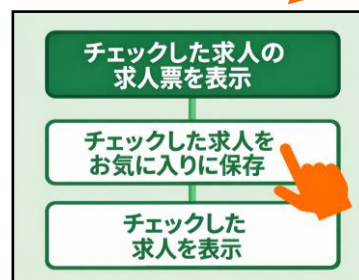 チェックした求人の
求人票を表示
チェックした求人を
お気に入りに保存
チェックした
求人を表示